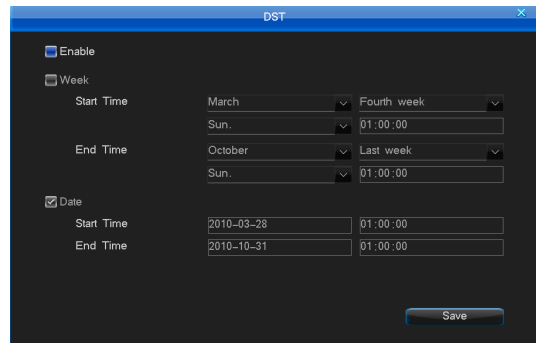 DST
Enable
Week
Start Time March Fourth week
Sun. 01:00:00
End Time October Last week
Sun. 01:00:00
Date
Start Time 2010-03-28 01:00:00
End Time 2010-10-31 01:00:00
Save